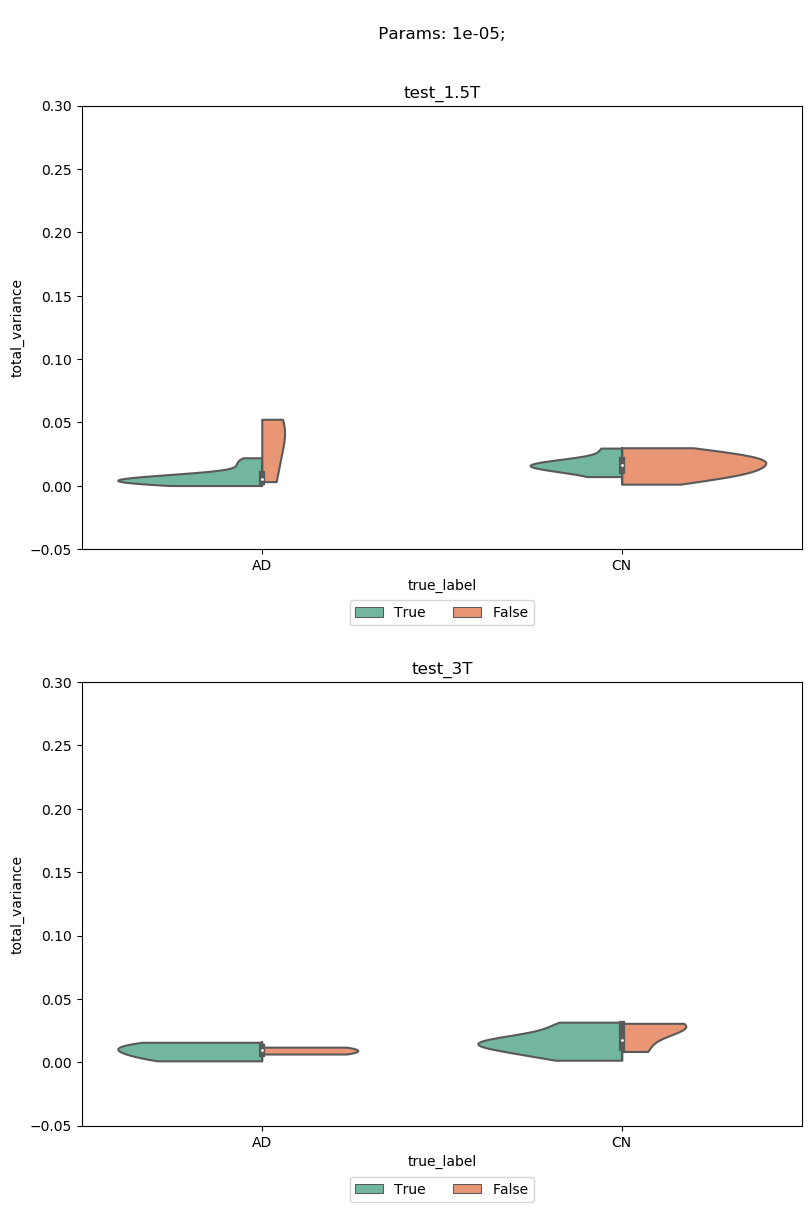 Params: 1e-05;
test_1.5T
0.30
0.25
0.20
0.15
0.10
0.05
0.00
−0.05
total_variance
AD CN
true_label
True False
test_3T
0.30
0.25
0.20
0.15
0.10
0.05
0.00
−0.05
total_variance
AD CN
true_label
True False